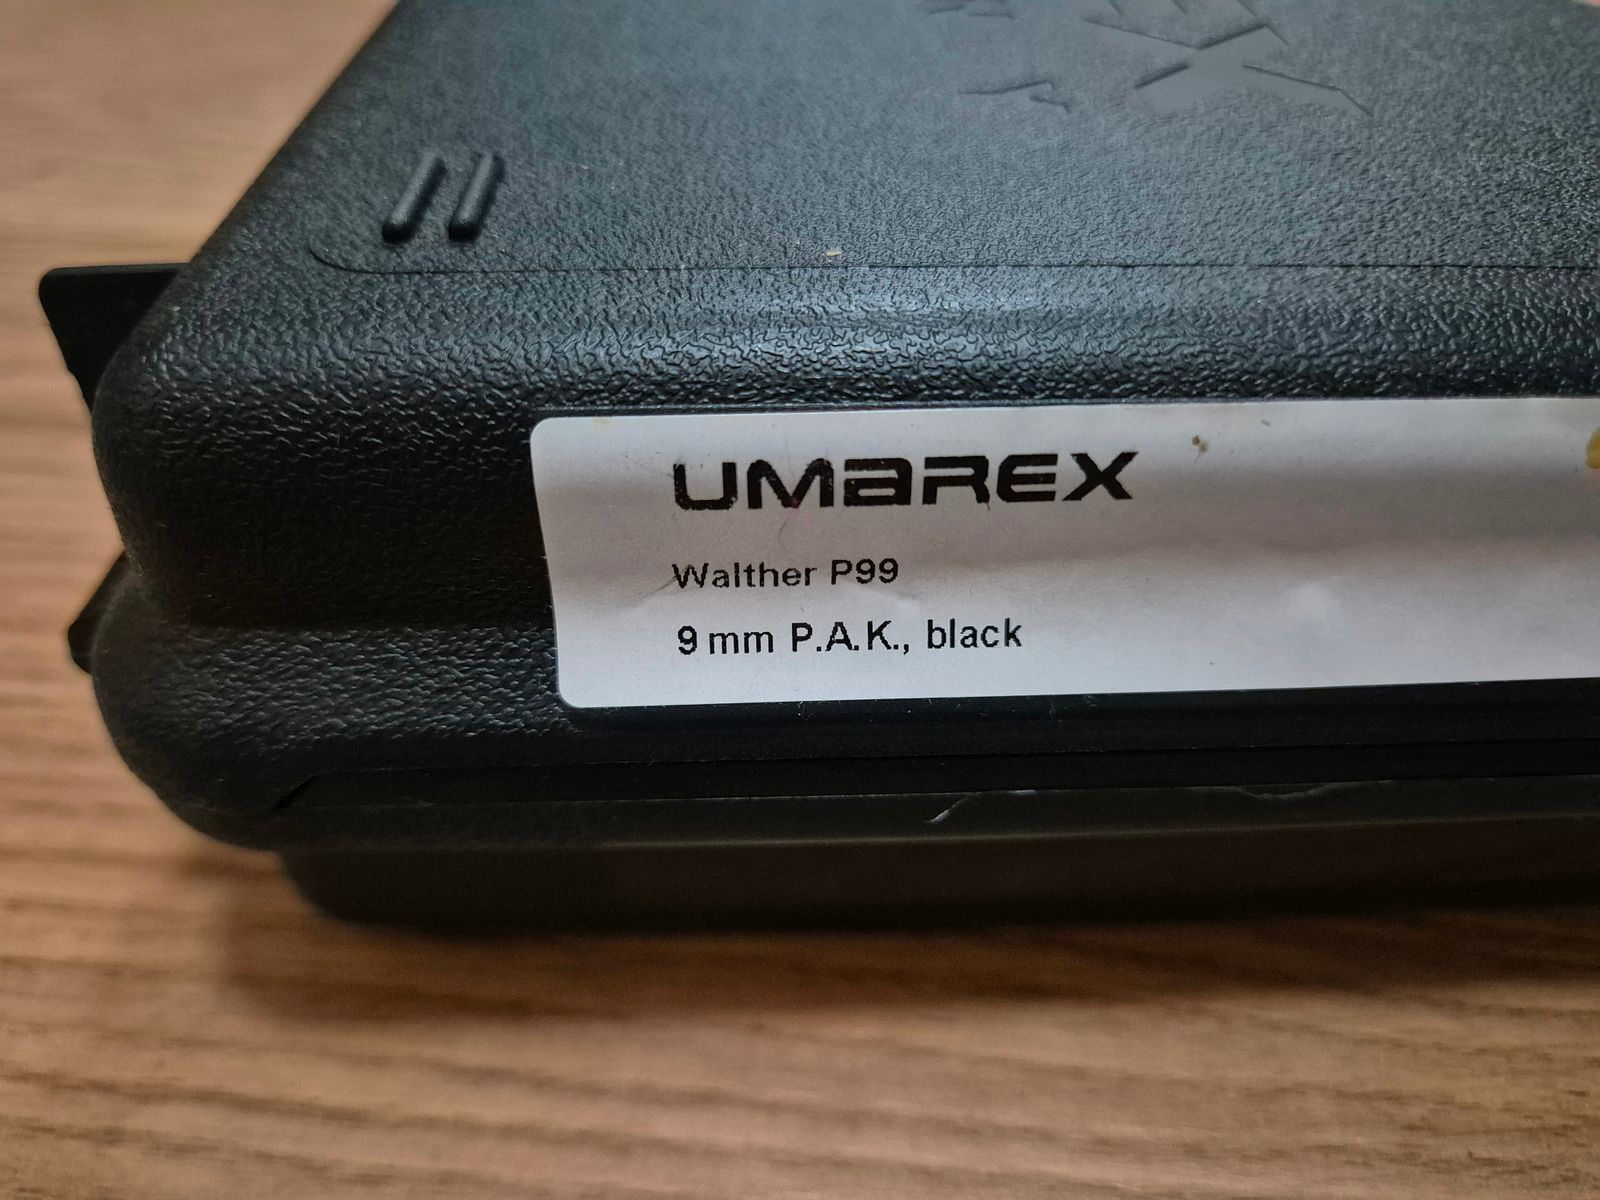 UMAREX
Walther P99
9 mm P.A.K., black